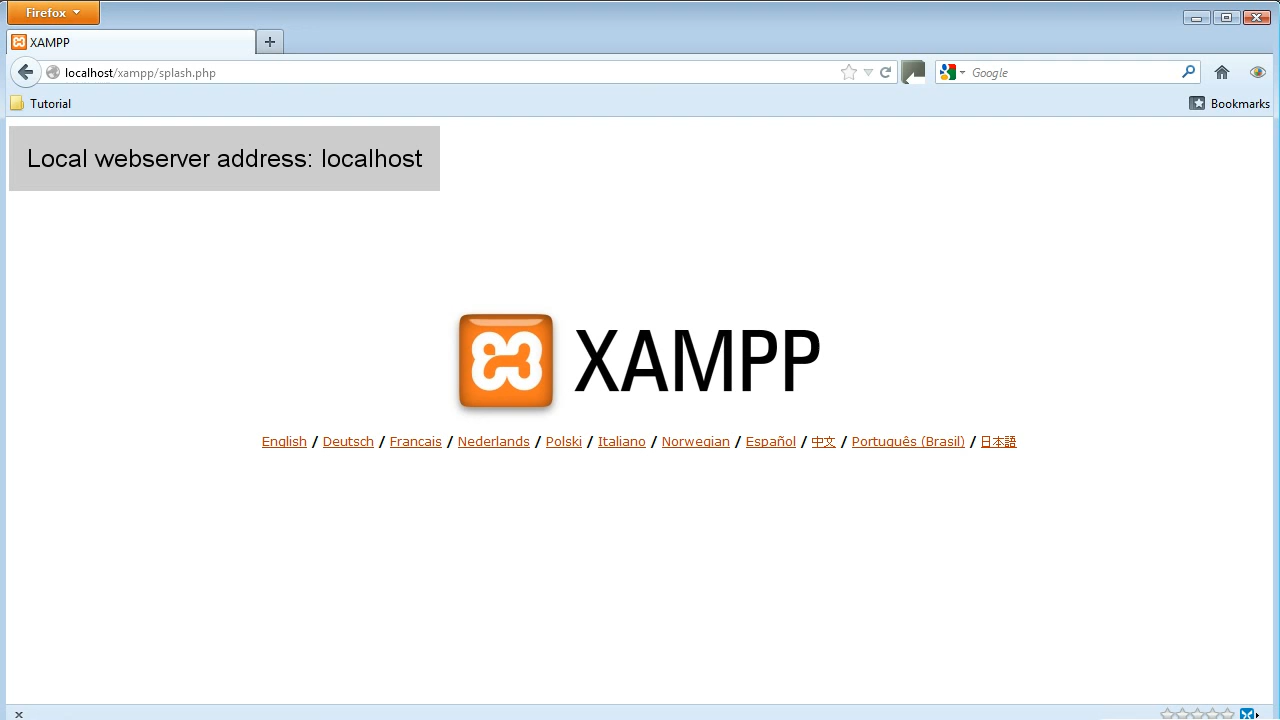 Firefox
XAMPP
localhost/xampp/splash.php
Google
Tutorial
Bookmarks
Local webserver address: localhost
XAMPP
English / Deutsch / Francais / Nederlands / Polski / Italiano / Norwegian / Español / 中文 / Português (Brasil) / 日本語